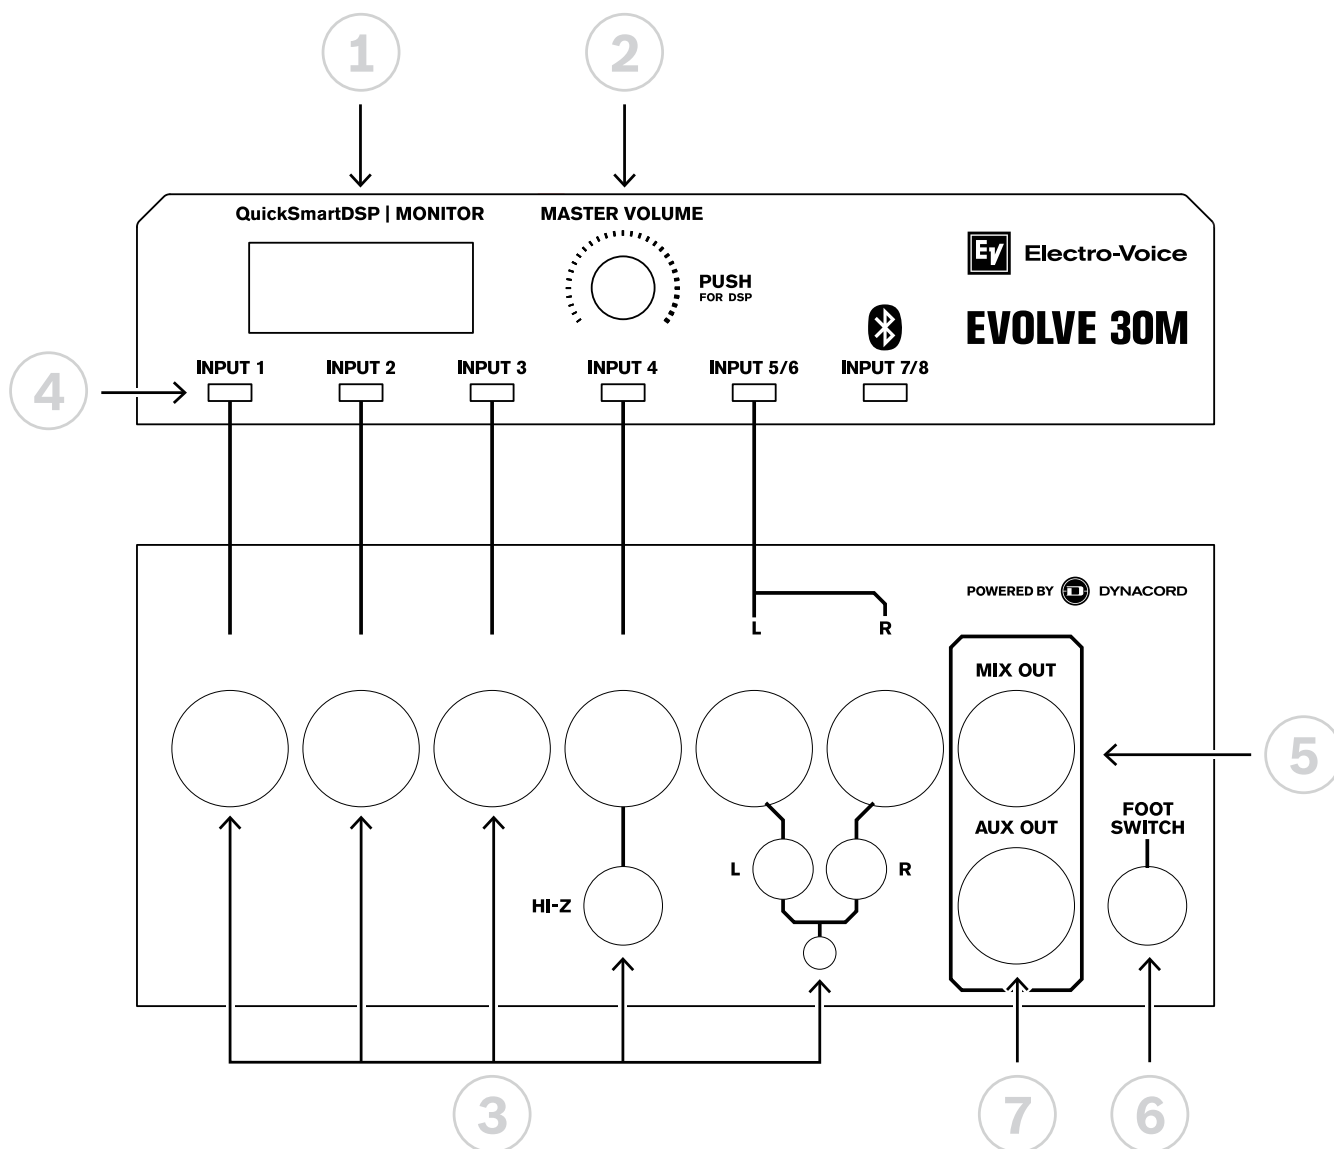 1
2
QuickSmartDSP | MONITOR
MASTER VOLUME
PUSH
FOR DSP
EV Electro-Voice
EVOLVE 30M
4
INPUT 1
INPUT 2
INPUT 3
INPUT 4
INPUT 5/6
INPUT 7/8
POWERED BY D DYNACORD
L
R
MIX OUT
5
FOOT
SWITCH
AUX OUT
L
R
HI-Z
3
7
6